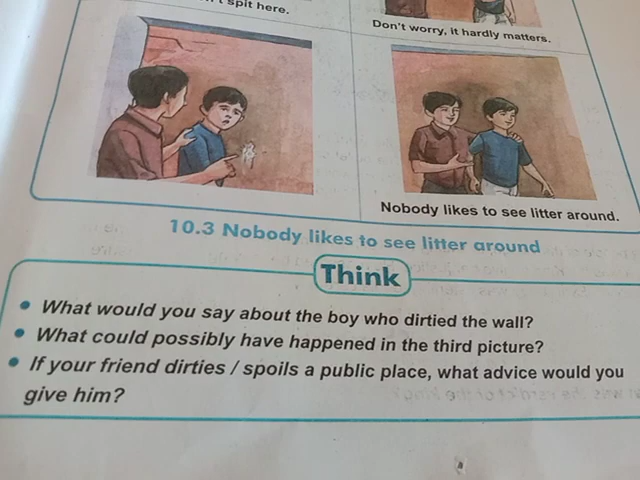 spit here.
Don't worry, it hardly matters.
Nobody likes to see litter around.
10.3 Nobody likes to see litter around
Think
• What would you say about the boy who dirtied the wall?
• What could possibly have happened in the third picture?
• If your friend dirties / spoils a public place, what advice would you
give him?